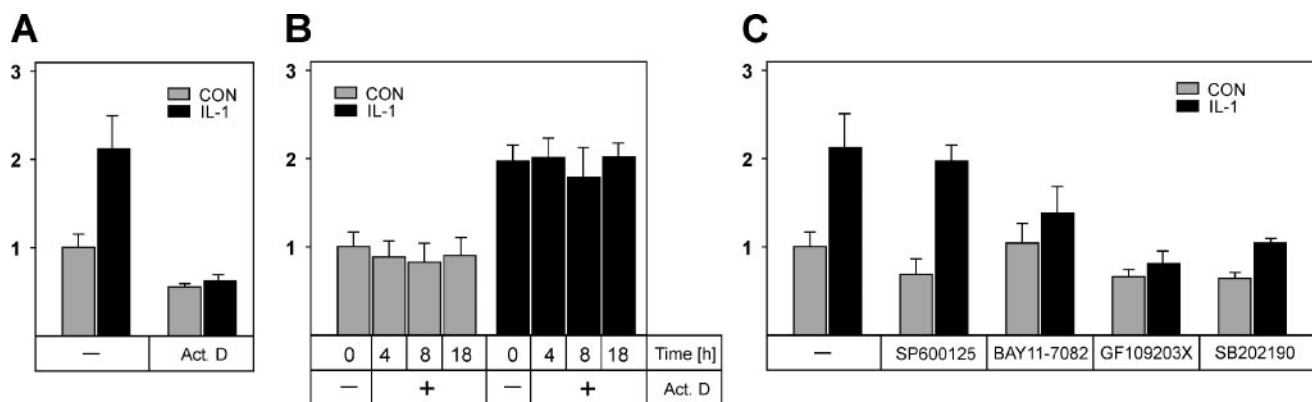 A
3
2
1
CON
IL-1
— Act. D
B
3
2
1
CON
IL-1
0 4 8 18 0 4 8 18 Time [h]
— + — + Act. D
C
3
2
1
CON
IL-1
— SP600125 BAY11-7082 GF109203X SB202190